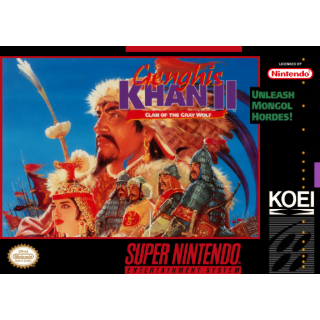 LICENSED BY
Nintendo
Genghis
KHAN II
CLAN OF THE GRAY WOLF
UNLEASH
MONGOL
HORDES!
KOEI
Nintendo
SUPER NINTENDO
ENTERTAINMENT SYSTEM